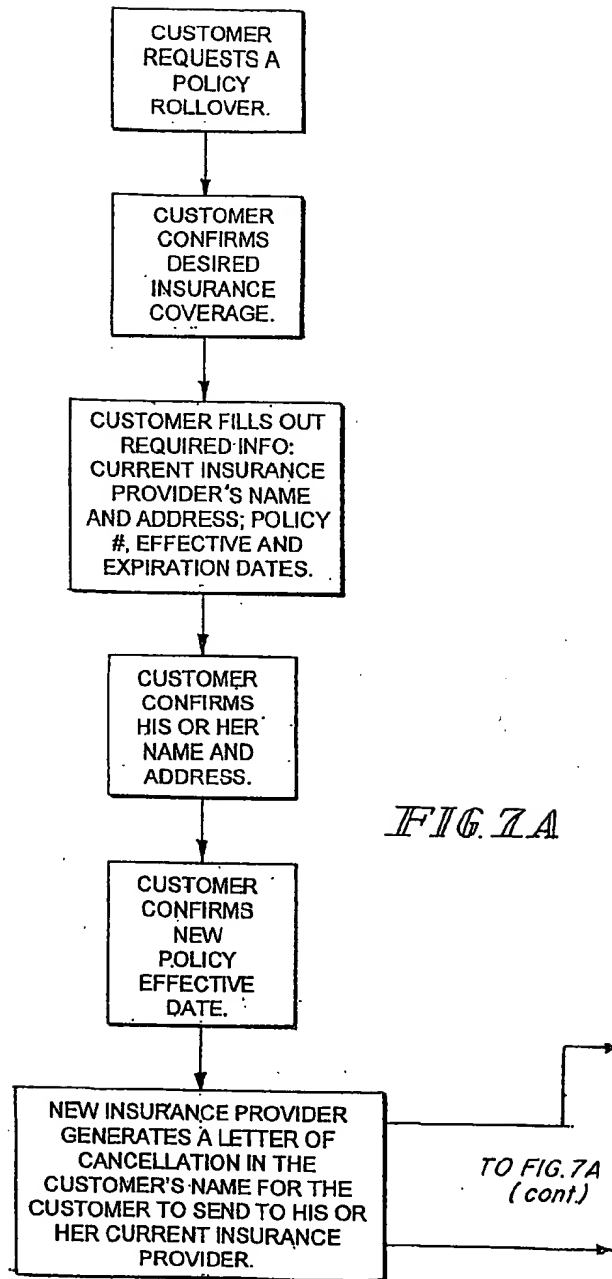 CUSTOMER
REQUESTS A
POLICY
ROLLOVER.
CUSTOMER
CONFIRMS
DESIRED
INSURANCE
COVERAGE.
CUSTOMER FILLS OUT
REQUIRED INFO:
CURRENT INSURANCE
PROVIDER'S NAME
AND ADDRESS; POLICY
#, EFFECTIVE AND
EXPIRATION DATES.
CUSTOMER
CONFIRMS
HIS OR HER
NAME AND
ADDRESS.
FIG. 7A
CUSTOMER
CONFIRMS
NEW
POLICY
EFFECTIVE
DATE.
NEW INSURANCE PROVIDER
GENERATES A LETTER OF
CANCELLATION IN THE
CUSTOMER'S NAME FOR THE
CUSTOMER TO SEND TO HIS OR
HER CURRENT INSURANCE
PROVIDER.
TO FIG. 7A
(cont.)